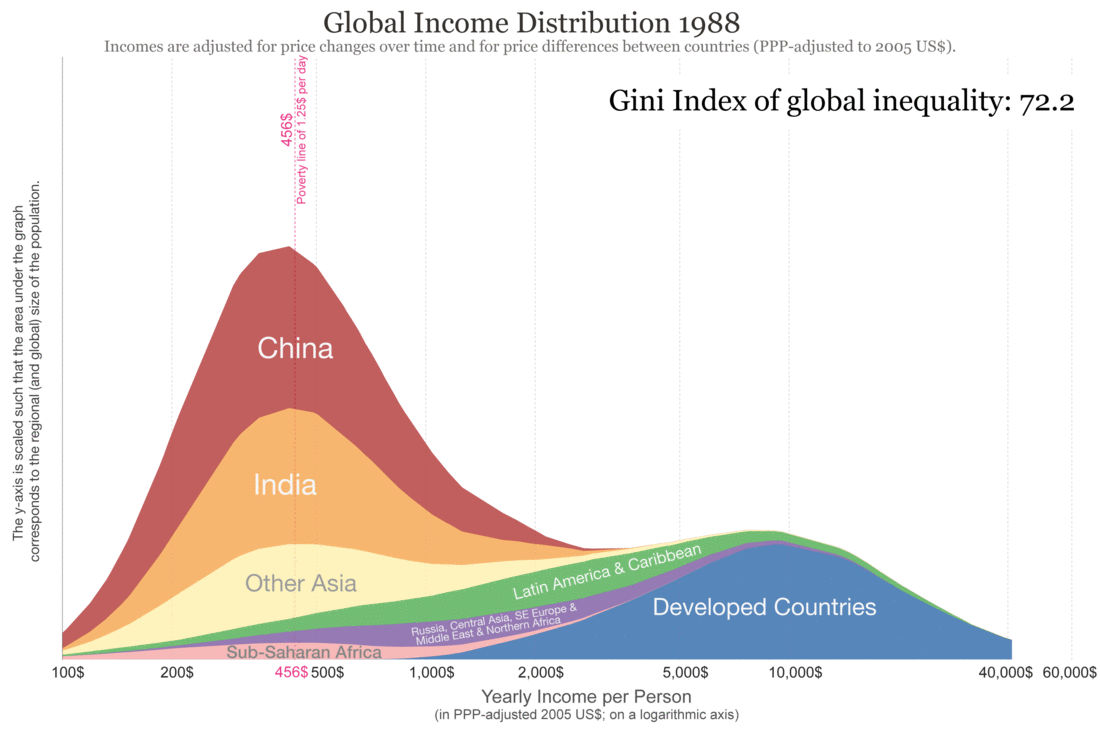 Global Income Distribution 1988
Incomes are adjusted for price changes over time and for price differences between countries (PPP-adjusted to 2005 US$).
Gini Index of global inequality: 72.2
456$
Poverty line of 1.25$ per day
The y-axis is scaled such that the area under the graph
corresponds to the regional (and global) size of the population.
China
India
Other Asia
Latin America & Caribbean
Russia, Central Asia, SE Europe &
Middle East & Northern Africa
Sub-Saharan Africa
Developed Countries
100$ 200$ 456$ 500$ 1,000$ 2,000$ 5,000$ 10,000$ 40,000$ 60,000$
Yearly Income per Person
(in PPP-adjusted 2005 US$; on a logarithmic axis)